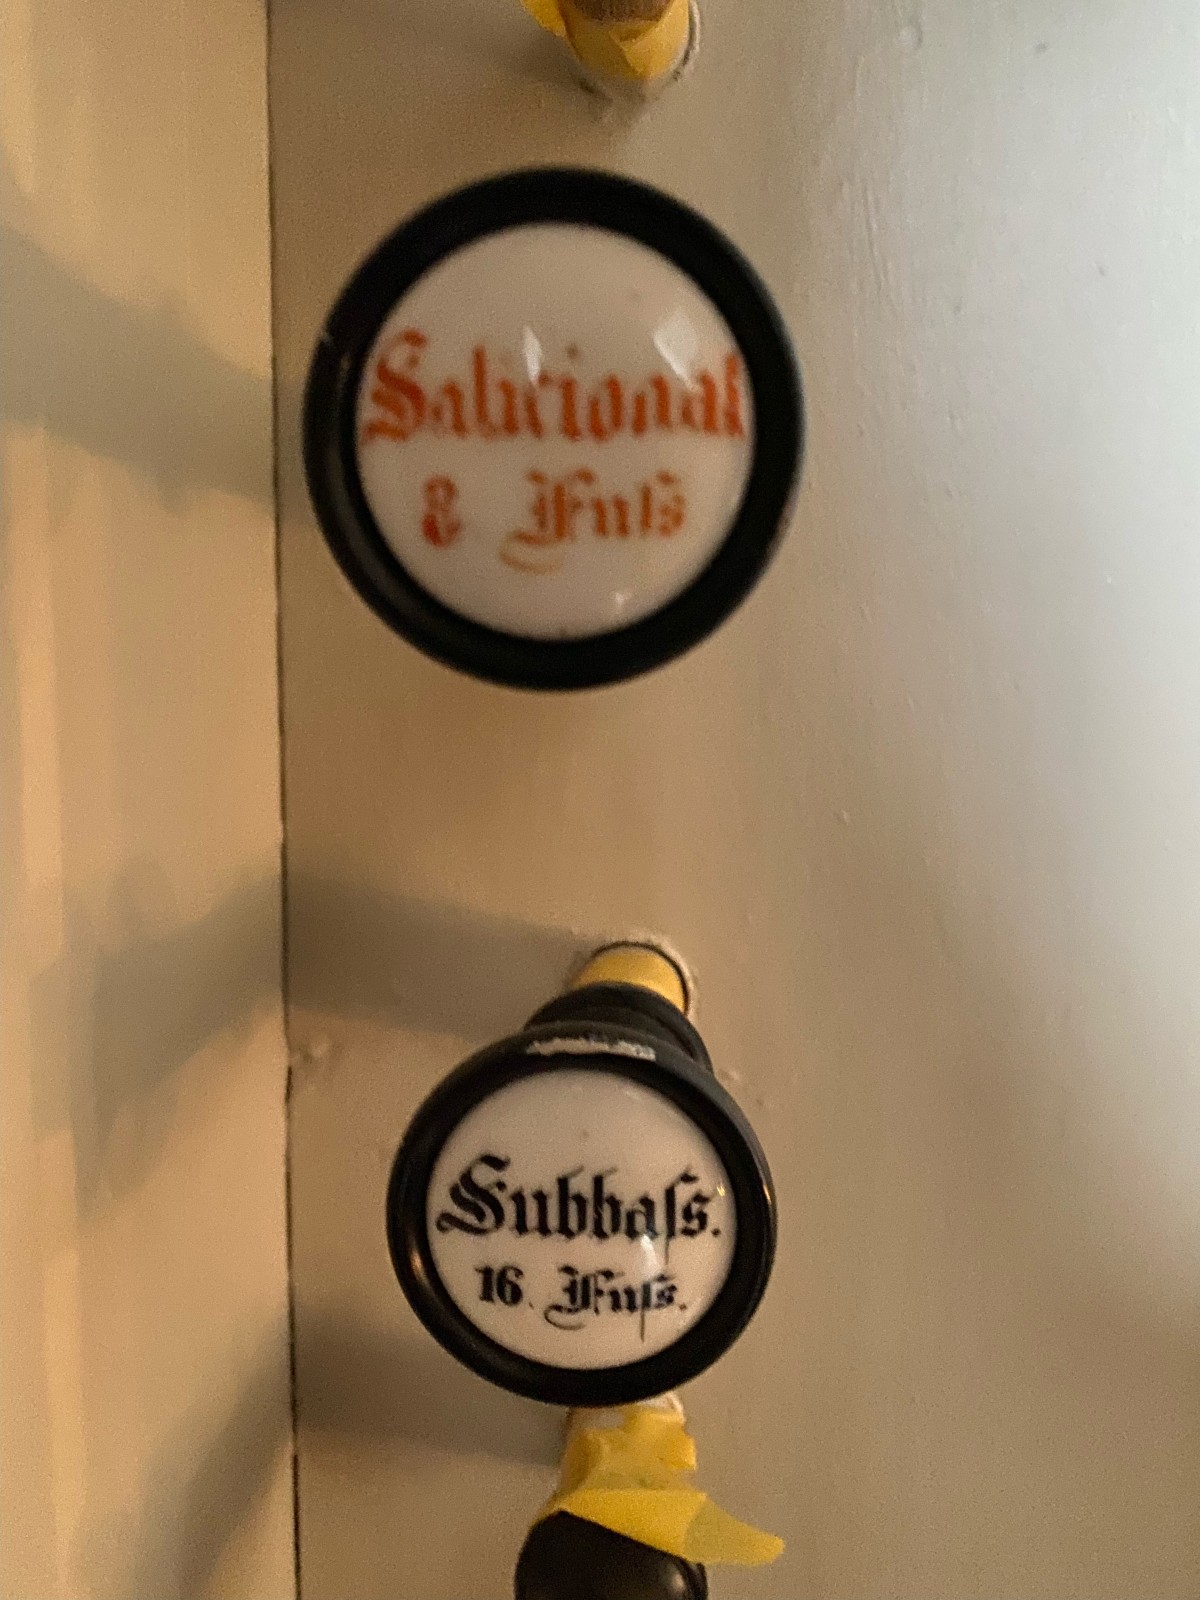 Salicional
8 Fuſs
Subbaſs.
16. Fuſs.